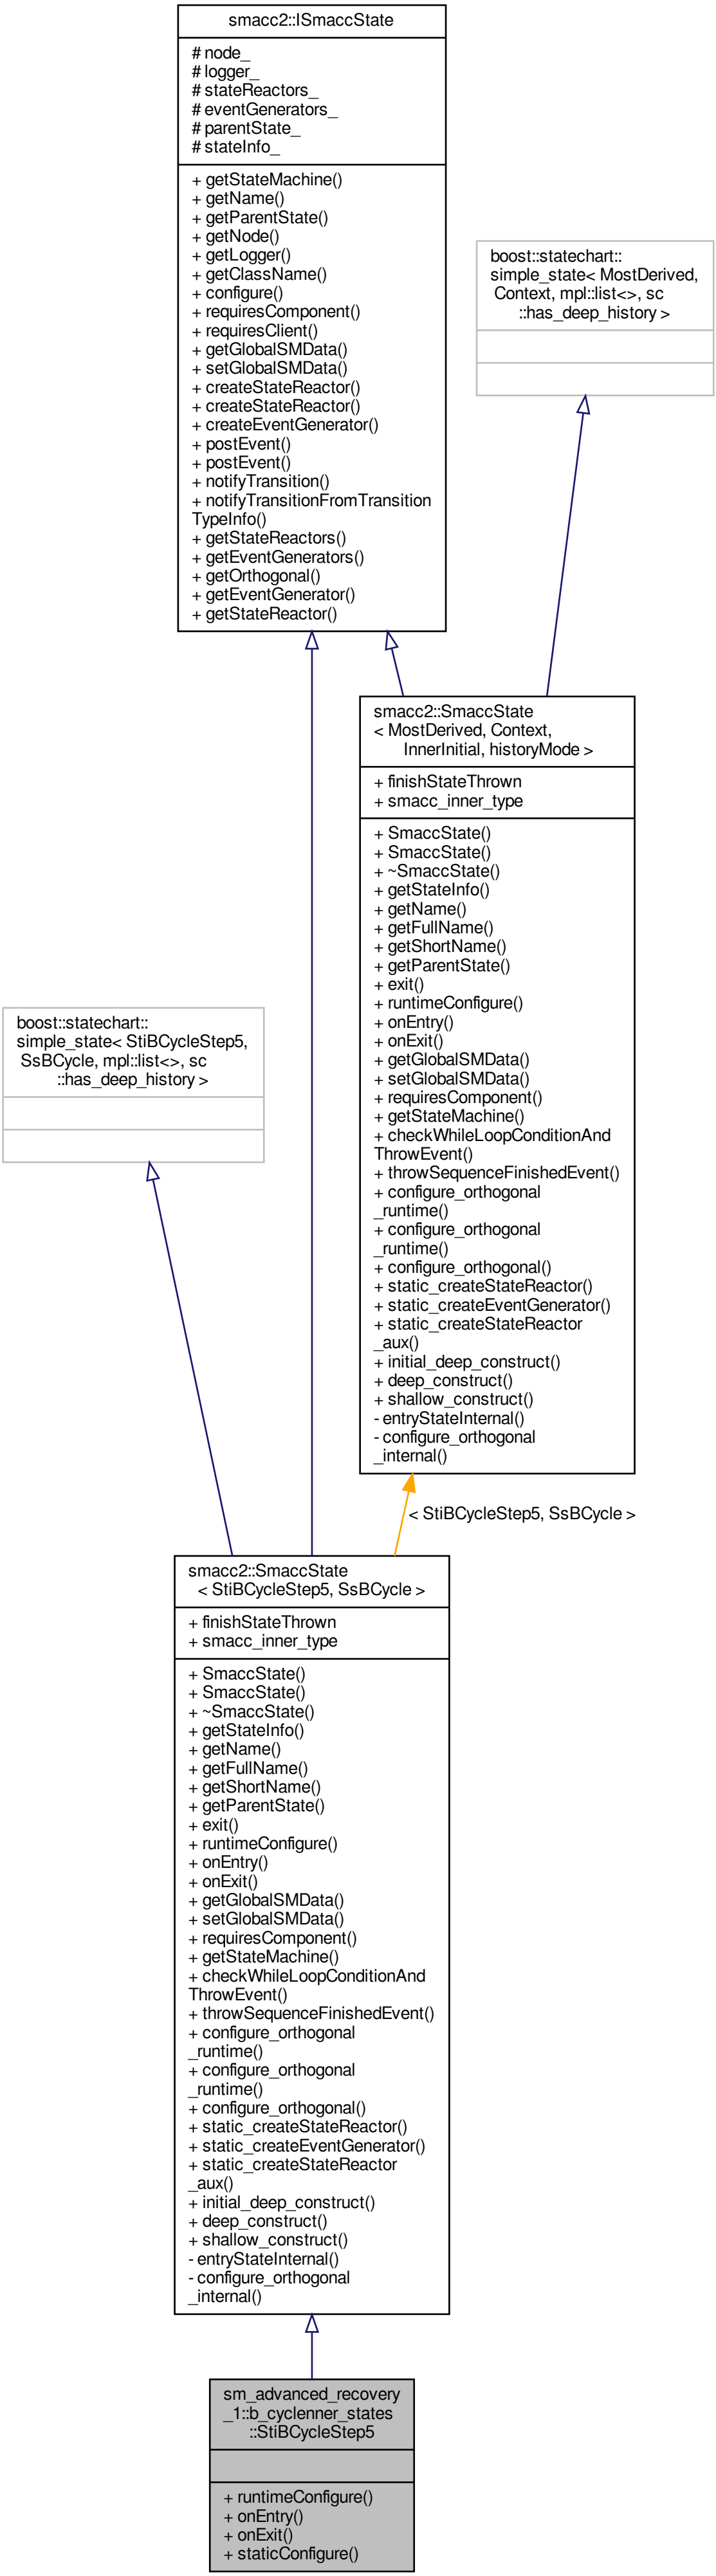 smacc2::ISmaccState
# node_
# logger_
# stateReactors_
# eventGenerators_
# parentState_
# stateInfo_
+ getStateMachine()
+ getName()
+ getParentState()
+ getNode()
+ getLogger()
+ getClassName()
+ configure()
+ requiresComponent()
+ requiresClient()
+ getGlobalSMData()
+ setGlobalSMData()
+ createStateReactor()
+ createStateReactor()
+ createEventGenerator()
+ postEvent()
+ postEvent()
+ notifyTransition()
+ notifyTransitionFromTransition
TypeInfo()
+ getStateReactors()
+ getEventGenerators()
+ getOrthogonal()
+ getEventGenerator()
+ getStateReactor()
boost::statechart::
simple_state< MostDerived,
Context, mpl::list<>, sc
::has_deep_history >
smacc2::SmaccState
< MostDerived, Context,
InnerInitial, historyMode >
+ finishStateThrown
+ smacc_inner_type
+ SmaccState()
+ SmaccState()
+ ~SmaccState()
+ getStateInfo()
+ getName()
+ getFullName()
+ getShortName()
+ getParentState()
+ exit()
+ runtimeConfigure()
+ onEntry()
+ onExit()
+ getGlobalSMData()
+ setGlobalSMData()
+ requiresComponent()
+ getStateMachine()
+ checkWhileLoopConditionAnd
ThrowEvent()
+ throwSequenceFinishedEvent()
+ configure_orthogonal
_runtime()
+ configure_orthogonal
_runtime()
+ configure_orthogonal()
+ static_createStateReactor()
+ static_createEventGenerator()
+ static_createStateReactor
_aux()
+ initial_deep_construct()
+ deep_construct()
+ shallow_construct()
- entryStateInternal()
- configure_orthogonal
_internal()
boost::statechart::
simple_state< StiBCycleStep5,
SsBCycle, mpl::list<>, sc
::has_deep_history >
< StiBCycleStep5, SsBCycle >
smacc2::SmaccState
< StiBCycleStep5, SsBCycle >
+ finishStateThrown
+ smacc_inner_type
+ SmaccState()
+ SmaccState()
+ ~SmaccState()
+ getStateInfo()
+ getName()
+ getFullName()
+ getShortName()
+ getParentState()
+ exit()
+ runtimeConfigure()
+ onEntry()
+ onExit()
+ getGlobalSMData()
+ setGlobalSMData()
+ requiresComponent()
+ getStateMachine()
+ checkWhileLoopConditionAnd
ThrowEvent()
+ throwSequenceFinishedEvent()
+ configure_orthogonal
_runtime()
+ configure_orthogonal
_runtime()
+ configure_orthogonal()
+ static_createStateReactor()
+ static_createEventGenerator()
+ static_createStateReactor
_aux()
+ initial_deep_construct()
+ deep_construct()
+ shallow_construct()
- entryStateInternal()
- configure_orthogonal
_internal()
sm_advanced_recovery
_1::b_cyclenner_states
::StiBCycleStep5
+ runtimeConfigure()
+ onEntry()
+ onExit()
+ staticConfigure()